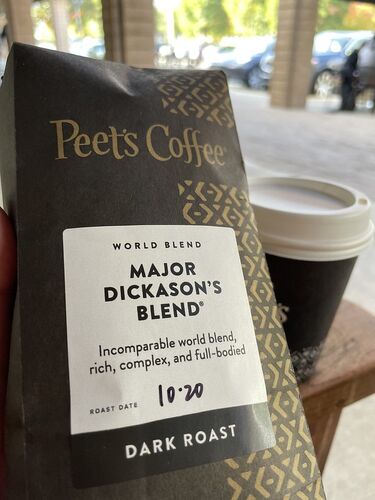 Peet's Coffee
WORLD BLEND
MAJOR
DICKASON'S
BLEND®
Incomparable world blend,
rich, complex, and full-bodied
ROAST DATE 10·20
DARK ROAST